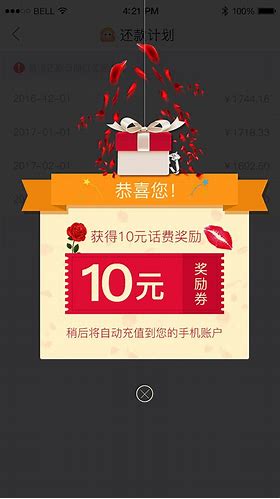 BELL
4:21 PM
100%
还款计划
2016-12-01
¥1744.16
2017-01-01
¥1718.33
2017-02-01
¥1692.50
恭喜您！
获得10元话费奖励
10元
奖励券
稍后将自动充值到您的手机账户